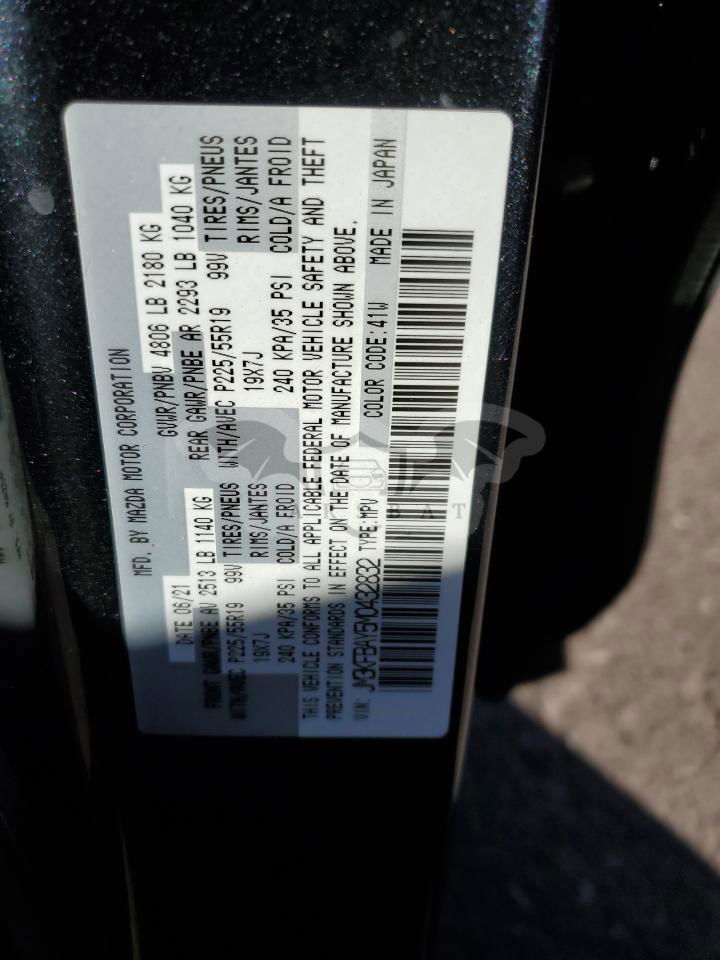 MFD. BY MAZDA MOTOR CORPORATION
DATE 06/21 GVWR/PNBV 4806 LB 2180 KG
FRONT GAWR/PNBE AV 2513 LB 1140 KG REAR GAWR/PNBE AR 2293 LB 1040 KG
WITH/AVEC P225/55R19 99V TIRES/PNEUS WITH/AVEC P225/55R19 99V TIRES/PNEUS
19X7J RIMS/JANTES 19X7J RIMS/JANTES
240 KPA/35 PSI COLD/A FROID 240 KPA/35 PSI COLD/A FROID
THIS VEHICLE CONFORMS TO ALL APPLICABLE FEDERAL MOTOR VEHICLE SAFETY AND THEFT
PREVENTION STANDARDS IN EFFECT ON THE DATE OF MANUFACTURE SHOWN ABOVE.
VIN: JM3KFBAY5M0432832 TYPE: MPV COLOR CODE: 41W MADE IN JAPAN